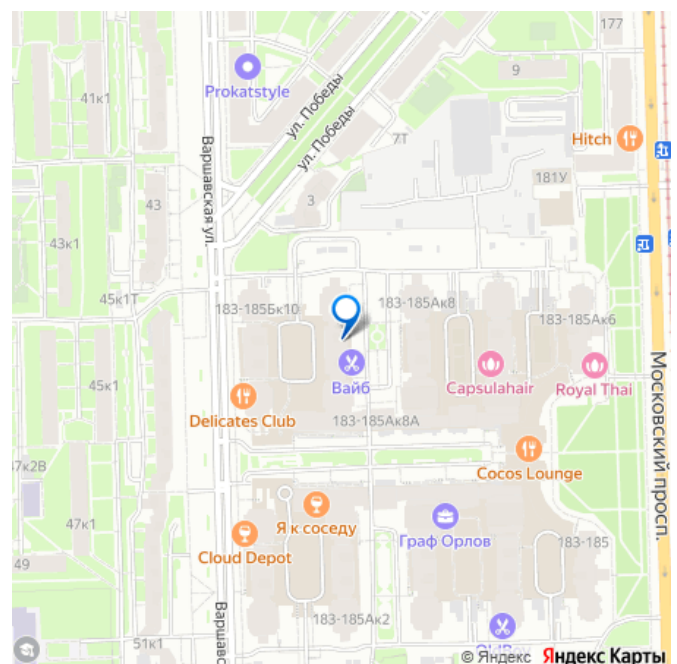 177
9
41к1
Prokatstyle
ул. Победы
ул. Победы
7Т
Hitch
181У
43
3
Варшавская ул.
43к1
45к1Т
183-185Бк10
183-185Ак8
183-185Ак6
45к1
Вайб
Capsulahair
Royal Thai
Delicates Club
183-185Ак8А
Московский просп.
47к2В
Cocos Lounge
47к1
Я к соседу
Граф Орлов
Cloud Depot
183-185
49
183-185Ак2
51к1
© Яндекс Яндекс Карты